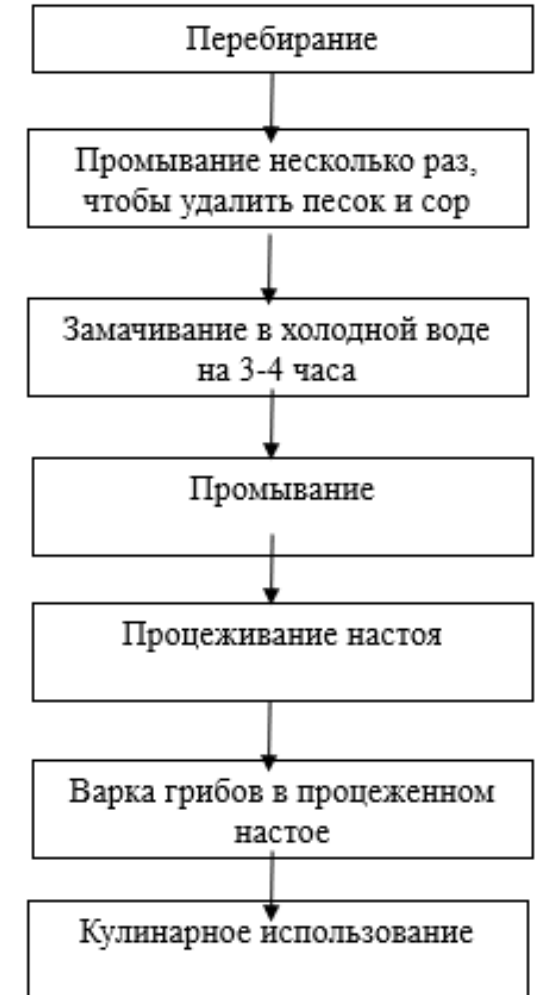 Перебирание
Промывание несколько раз,
чтобы удалить песок и сор
Замачивание в холодной воде
на 3-4 часа
Промывание
Процеживание настоя
Варка грибов в процеженном
настое
Кулинарное использование